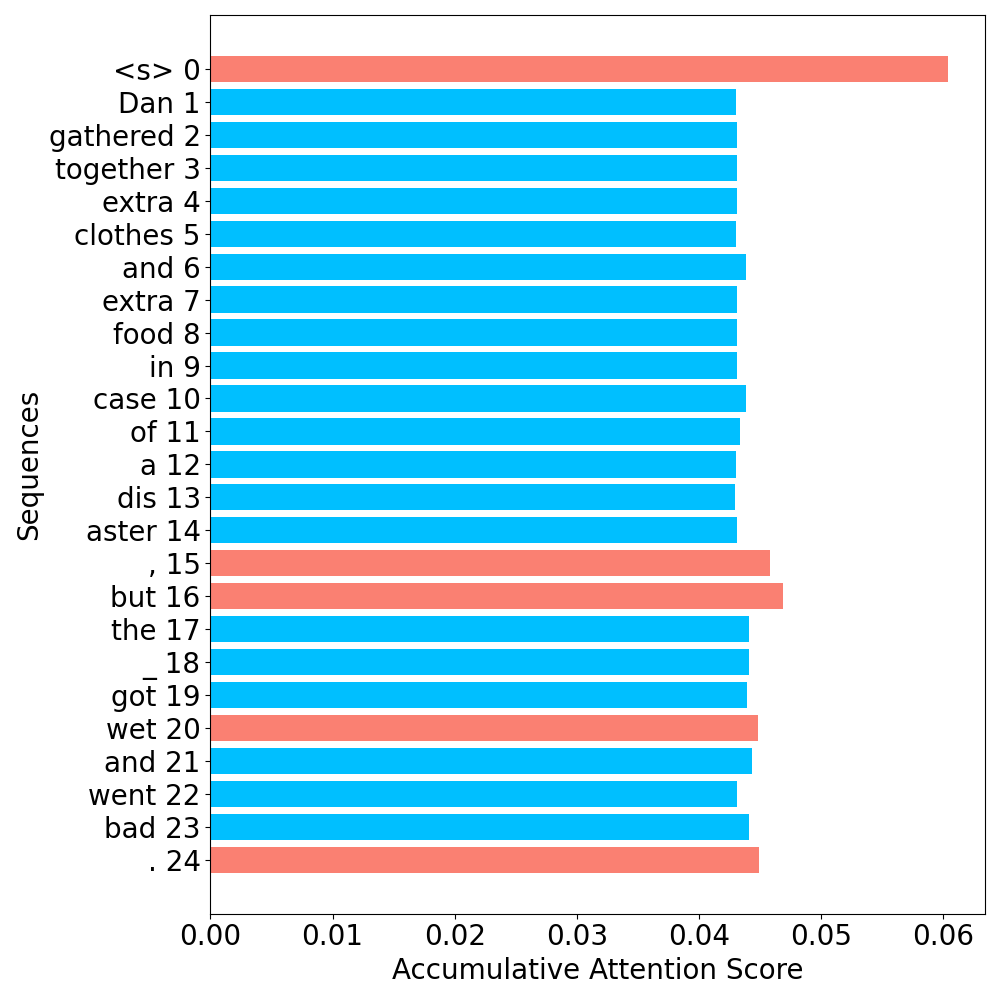 <s> 0
Dan 1
gathered 2
together 3
extra 4
clothes 5
and 6
extra 7
food 8
in 9
case 10
of 11
a 12
dis 13
aster 14
, 15
but 16
the 17
_ 18
got 19
wet 20
and 21
went 22
bad 23
. 24
Sequences
0.00 0.01 0.02 0.03 0.04 0.05 0.06
Accumulative Attention Score